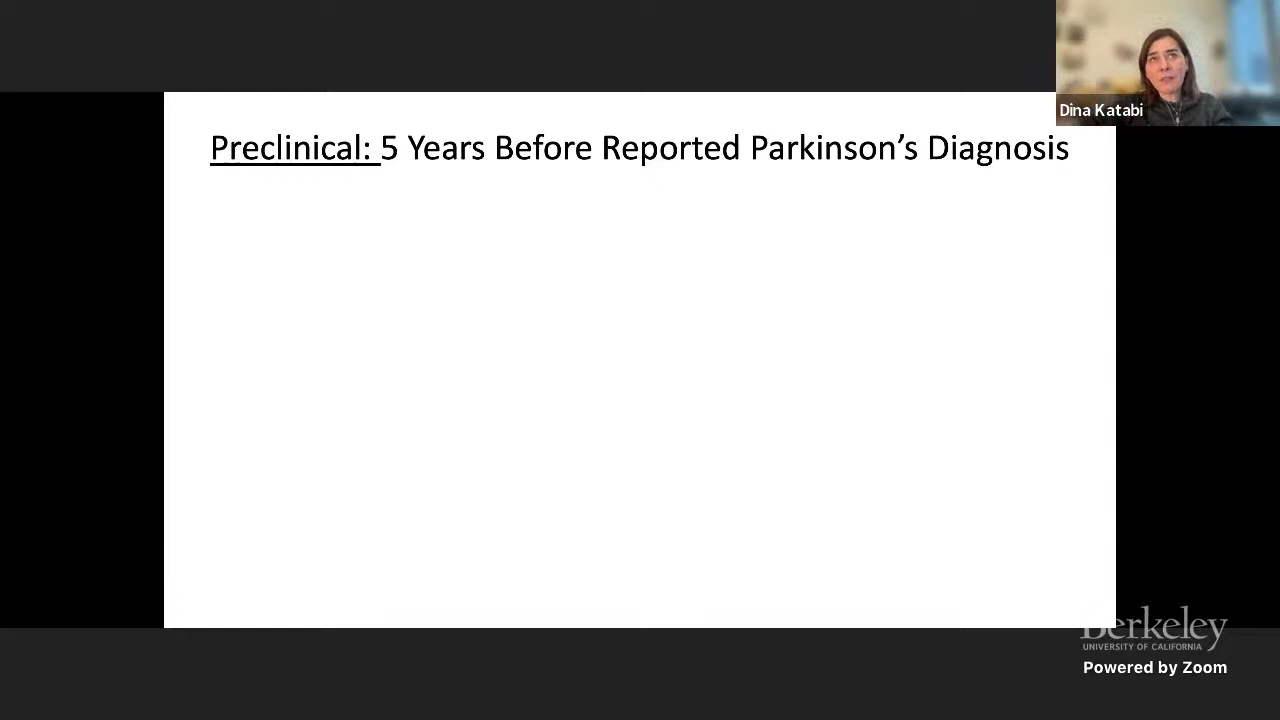 Dina Katabi
Preclinical: 5 Years Before Reported Parkinson's Diagnosis
Berkeley
UNIVERSITY OF CALIFORNIA
Powered by Zoom